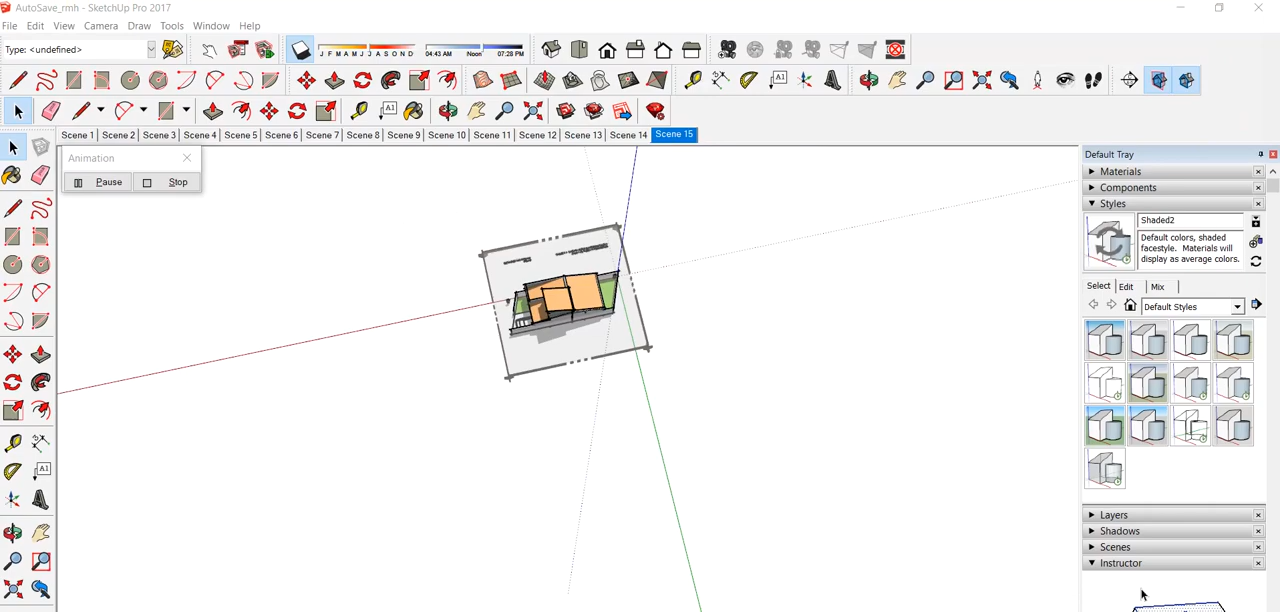 AutoSave_rmh - SketchUp Pro 2017
File Edit View Camera Draw Tools Window Help
Type: <undefined>
J F M A M J J A S O N D
04:43 AM Noon 07:28 PM
A1
A1
Scene 1 Scene 2 Scene 3 Scene 4 Scene 5 Scene 6 Scene 7 Scene 8 Scene 9 Scene 10 Scene 11 Scene 12 Scene 13 Scene 14 Scene 15
Animation
Pause Stop
A1
Default Tray
Materials
Components
Styles
Shaded2
Default colors, shaded
facestyle. Materials will
display as average colors.
Select Edit Mix
Default Styles
Layers
Shadows
Scenes
Instructor